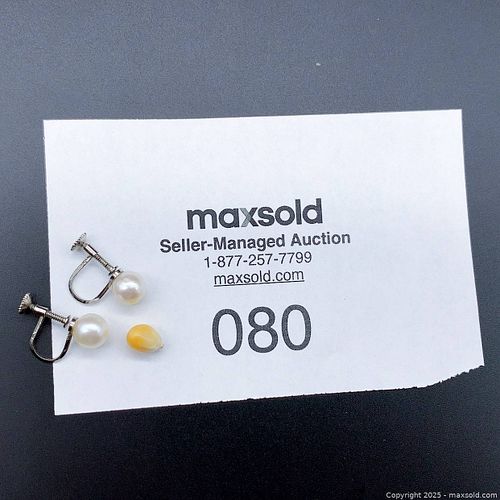 maxsold
Seller-Managed Auction
1-877-257-7799
maxsold.com
080
Copyright 2025 - maxsold.com